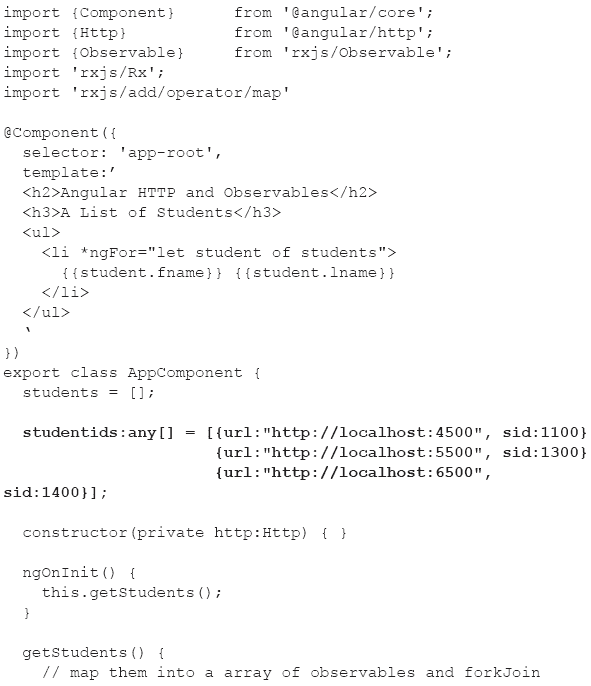 import {Component}      from '@angular/core';
import {Http}           from '@angular/http';
import {Observable}     from 'rxjs/Observable';
import 'rxjs/Rx';
import 'rxjs/add/operator/map'

@Component({
  selector: 'app-root',
  template:’
  <h2>Angular HTTP and Observables</h2>
  <h3>A List of Students</h3>
  <ul>
    <li *ngFor="let student of students">
      {{student.fname}} {{student.lname}}
    </li>
  </ul>
  ‘
})
export class AppComponent {
  students = [];

  studentids:any[] = [{url:"http://localhost:4500", sid:1100}
                      {url:"http://localhost:5500", sid:1300}
                      {url:"http://localhost:6500",
sid:1400}];

  constructor(private http:Http) { }

  ngOnInit() {
    this.getStudents();
  }

  getStudents() {
    // map them into a array of observables and forkJoin